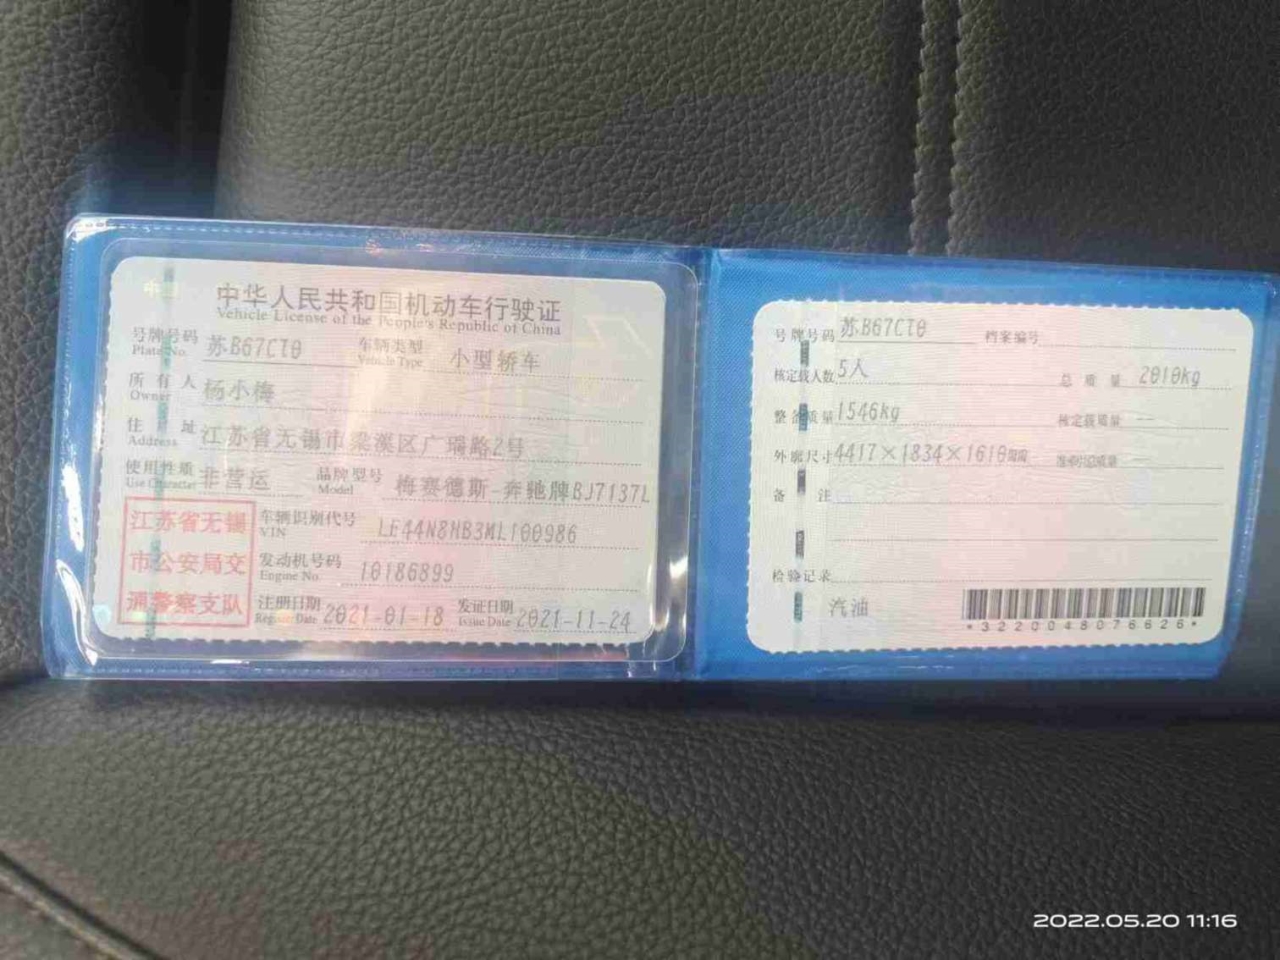 中华人民共和国机动车行驶证
Vehicle License of the People's Republic of China
号牌号码 苏B67CT0 车辆类型 小型轿车
Plate No. Vehicle Type
所有人 杨小梅
Owner
住址 江苏省无锡市梁溪区广瑞路2号
Address
使用性质 非营运 品牌型号 梅赛德斯-奔驰牌BJ7137L
Use Character Model
江苏省无锡
市公安局交
通警察支队
车辆识别代号 LE44N8HB3ML100986
VIN
发动机号码 10186899
Engine No.
注册日期 2021-01-18 发证日期 2021-11-24
Register Date Issue Date
号牌号码 苏B67CT0 档案编号
核定载人数 5人 总质量 2010kg
整备质量 1546kg 核定载质量 --
外廓尺寸 4417×1834×1610 准牵引总质量 --
备注
检验记录
汽油
*3220048076626*
2022.05.20 11:16